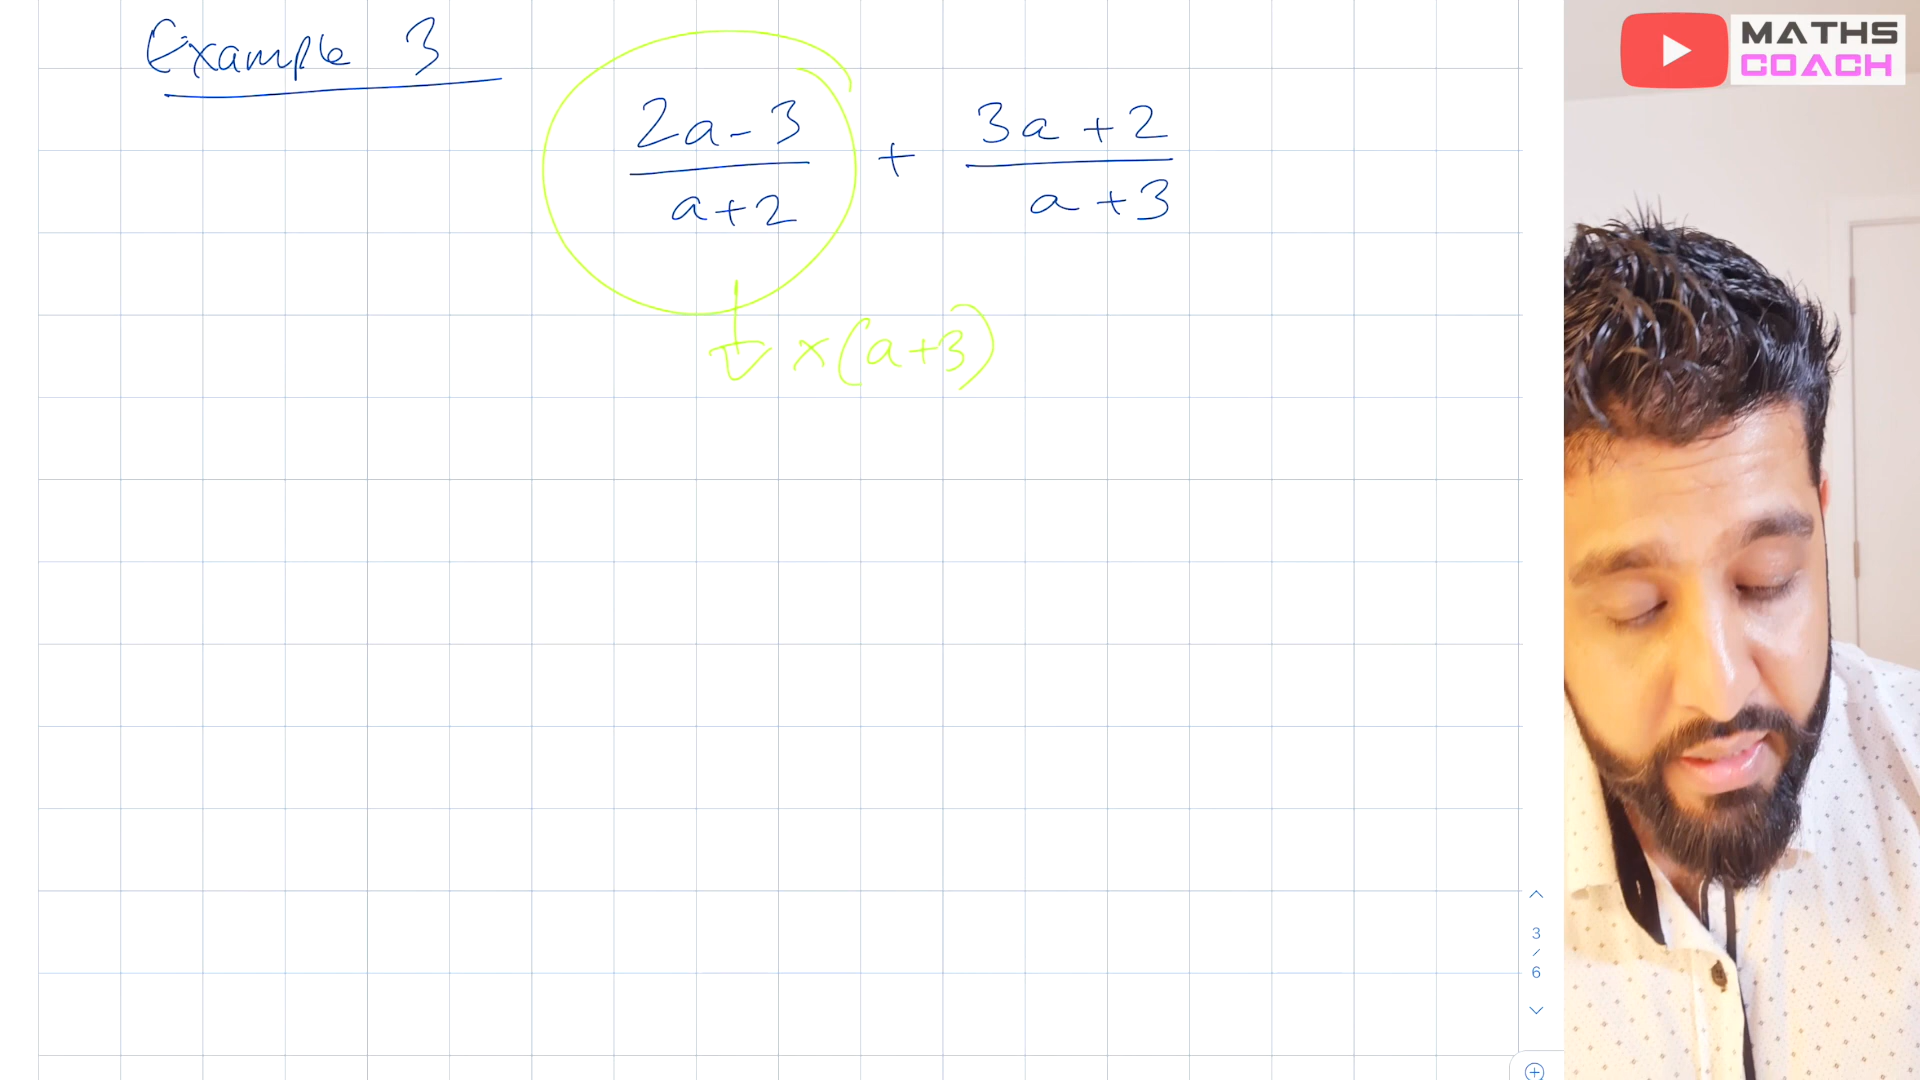 Example 3
2a-3 / a+2 + 3a+2 / a+3
×(a+3)
MATHS
COACH
3
/
6